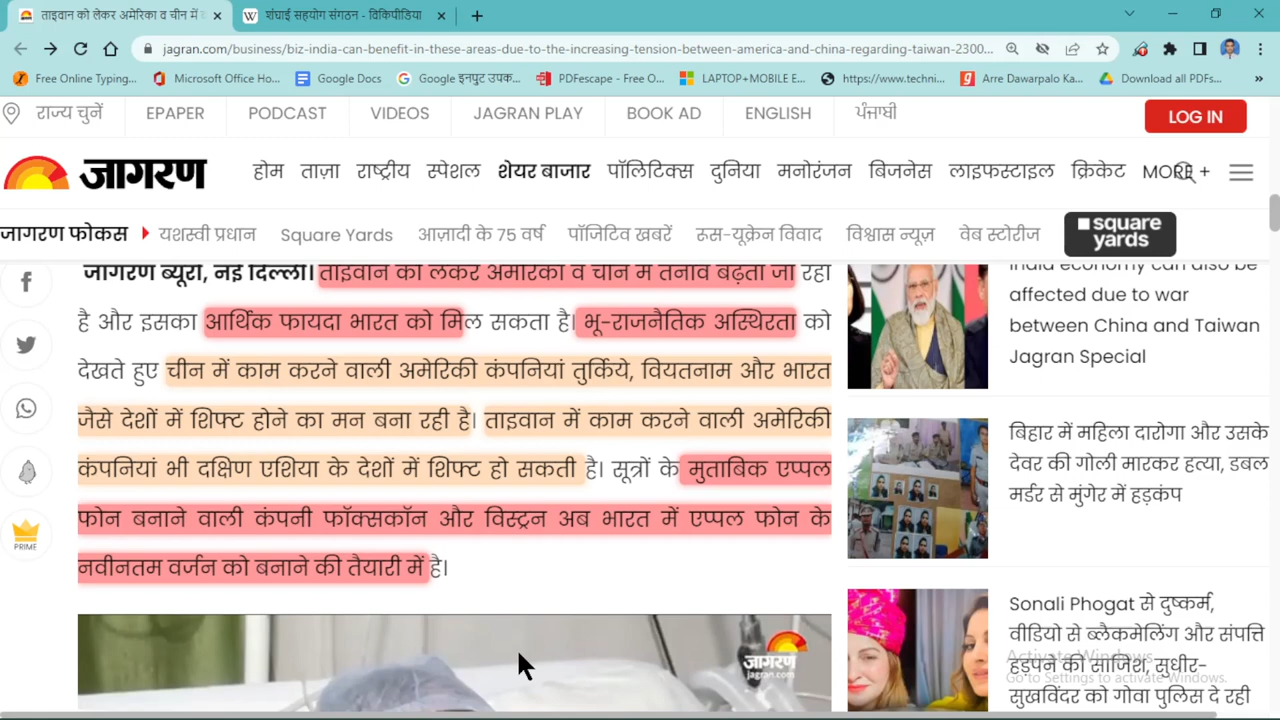 ताइवान को लेकर अमेरिका व चीन में
शंघाई सहयोग संगठन - विकिपीडिया
jagran.com/business/biz-india-can-benefit-in-these-areas-due-to-the-increasing-tension-between-america-and-china-regarding-taiwan-2300...
Free Online Typing...
Microsoft Office Ho...
Google Docs
Google इनपुट उपक...
PDFescape - Free O...
LAPTOP+MOBILE E...
https://www.techni...
Arre Dawarpalo Ka...
Download all PDFs...
राज्य चुनें
EPAPER
PODCAST
VIDEOS
JAGRAN PLAY
BOOK AD
ENGLISH
ਪੰਜਾਬੀ
LOG IN
जागरण
होम
ताज़ा
राष्ट्रीय
स्पेशल
शेयर बाजार
पॉलिटिक्स
दुनिया
मनोरंजन
बिजनेस
लाइफस्टाइल
क्रिकेट
MORE +
जागरण फोकस
यशस्वी प्रधान
Square Yards
आज़ादी के 75 वर्ष
पॉजिटिव खबरें
रूस-यूक्रेन विवाद
विश्वास न्यूज़
वेब स्टोरीज
square
yards
जागरण ब्यूरो, नई दिल्ली। ताइवान को लेकर अमेरिका व चीन में तनाव बढ़ता जा रहा
है और इसका आर्थिक फायदा भारत को मिल सकता है। भू-राजनैतिक अस्थिरता को
देखते हुए चीन में काम करने वाली अमेरिकी कंपनियां तुर्किये, वियतनाम और भारत
जैसे देशों में शिफ्ट होने का मन बना रही है। ताइवान में काम करने वाली अमेरिकी
कंपनियां भी दक्षिण एशिया के देशों में शिफ्ट हो सकती है। सूत्रों के मुताबिक एप्पल
फोन बनाने वाली कंपनी फॉक्सकॉन और विस्ट्रन अब भारत में एप्पल फोन के
नवीनतम वर्जन को बनाने की तैयारी में है।
PRIME
जागरण
jagran.com
India economy can also be
affected due to war
between China and Taiwan
Jagran Special
बिहार में महिला दारोगा और उसके
देवर की गोली मारकर हत्या, डबल
मर्डर से मुंगेर में हड़कंप
Sonali Phogat से दुष्कर्म,
वीडियो से ब्लैकमेलिंग और संपत्ति
हड़पने की साजिश, सुधीर-
सुखविंदर को गोवा पुलिस दे रही
Activate Windows
Go to Settings to activate Windows.